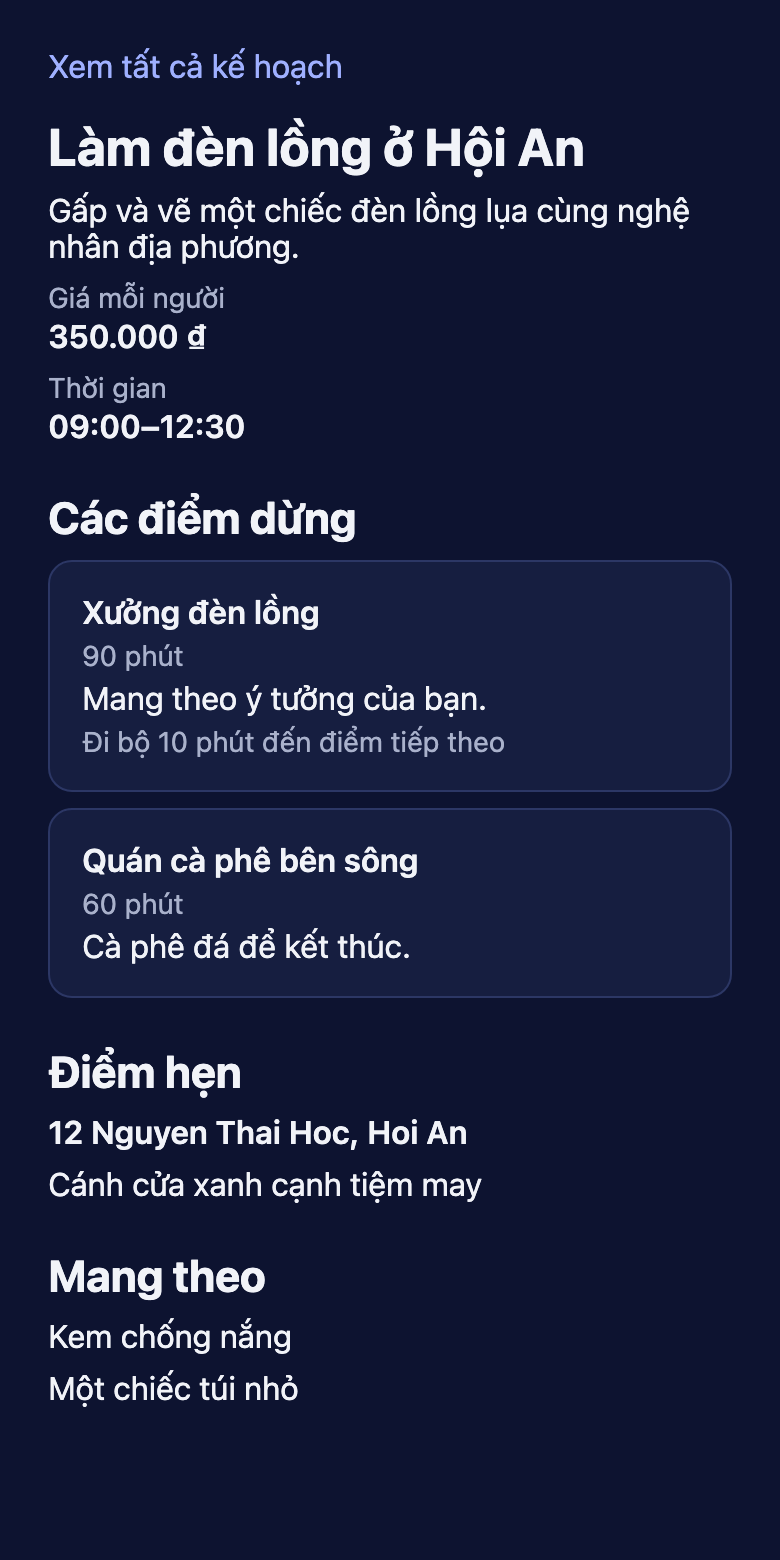 Xem tất cả kế hoạch
Làm đèn lồng ở Hội An
Gấp và vẽ một chiếc đèn lồng lụa cùng nghệ
nhân địa phương.
Giá mỗi người
350.000 ₫
Thời gian
09:00–12:30
Các điểm dừng
Xưởng đèn lồng
90 phút
Mang theo ý tưởng của bạn.
Đi bộ 10 phút đến điểm tiếp theo
Quán cà phê bên sông
60 phút
Cà phê đá để kết thúc.
Điểm hẹn
12 Nguyen Thai Hoc, Hoi An
Cánh cửa xanh cạnh tiệm may
Mang theo
Kem chống nắng
Một chiếc túi nhỏ